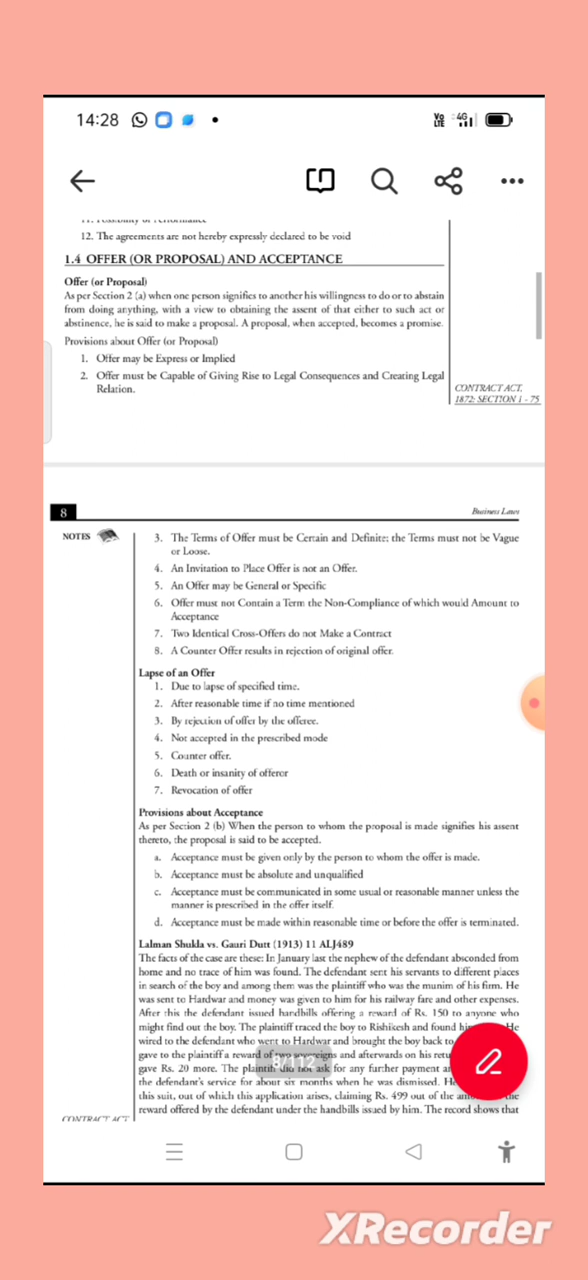 14:28
Vo LTE 4G
12. The agreements are not hereby expressly declared to be void
1.4 OFFER (OR PROPOSAL) AND ACCEPTANCE
Offer (or Proposal)
As per Section 2 (a) when one person signifies to another his willingness to do or to abstain
from doing anything, with a view to obtaining the assent of that either to such act or
abstinence, he is said to make a proposal. A proposal, when accepted, becomes a promise.
Provisions about Offer (or Proposal)
1. Offer may be Express or Implied
2. Offer must be Capable of Giving Rise to Legal Consequences and Creating Legal
Relation.
CONTRACT ACT,
1872: SECTION 1 - 75
8
Business Laws
NOTES
3. The Terms of Offer must be Certain and Definite; the Terms must not be Vague
or Loose.
4. An Invitation to Place Offer is not an Offer.
5. An Offer may be General or Specific
6. Offer must not Contain a Term the Non-Compliance of which would Amount to
Acceptance
7. Two Identical Cross-Offers do not Make a Contract
8. A Counter Offer results in rejection of original offer.
Lapse of an Offer
1. Due to lapse of specified time.
2. After reasonable time if no time mentioned
3. By rejection of offer by the offeree.
4. Not accepted in the prescribed mode
5. Counter offer.
6. Death or insanity of offeror
7. Revocation of offer
Provisions about Acceptance
As per Section 2 (b) When the person to whom the proposal is made signifies his assent
thereto, the proposal is said to be accepted.
a. Acceptance must be given only by the person to whom the offer is made.
b. Acceptance must be absolute and unqualified
c. Acceptance must be communicated in some usual or reasonable manner unless the
manner is prescribed in the offer itself.
d. Acceptance must be made within reasonable time or before the offer is terminated.
Lalman Shukla vs. Gauri Dutt (1913) 11 ALJ489
The facts of the case are these: In January last the nephew of the defendant absconded from
home and no trace of him was found. The defendant sent his servants to different places
in search of the boy and among them was the plaintiff who was the munim of his firm. He
was sent to Hardwar and money was given to him for his railway fare and other expenses.
After this the defendant issued handbills offering a reward of Rs. 150 to anyone who
might find out the boy. The plaintiff traced the boy to Rishikesh and found He
wired to the defendant who went to Hardwar and brought the boy back to
gave to the plaintiff a reward of two sovereigns and afterwards on his
gave Rs. 20 more. The plaintiff did not ask for any further payment
the defendant's service for about six months when he was dismissed. He
this suit, out of which this application arises, claiming Rs. 499 out of the
reward offered by the defendant under the handbills issued by him. The record shows that
8/112
CONTRACT ACT
XRecorder